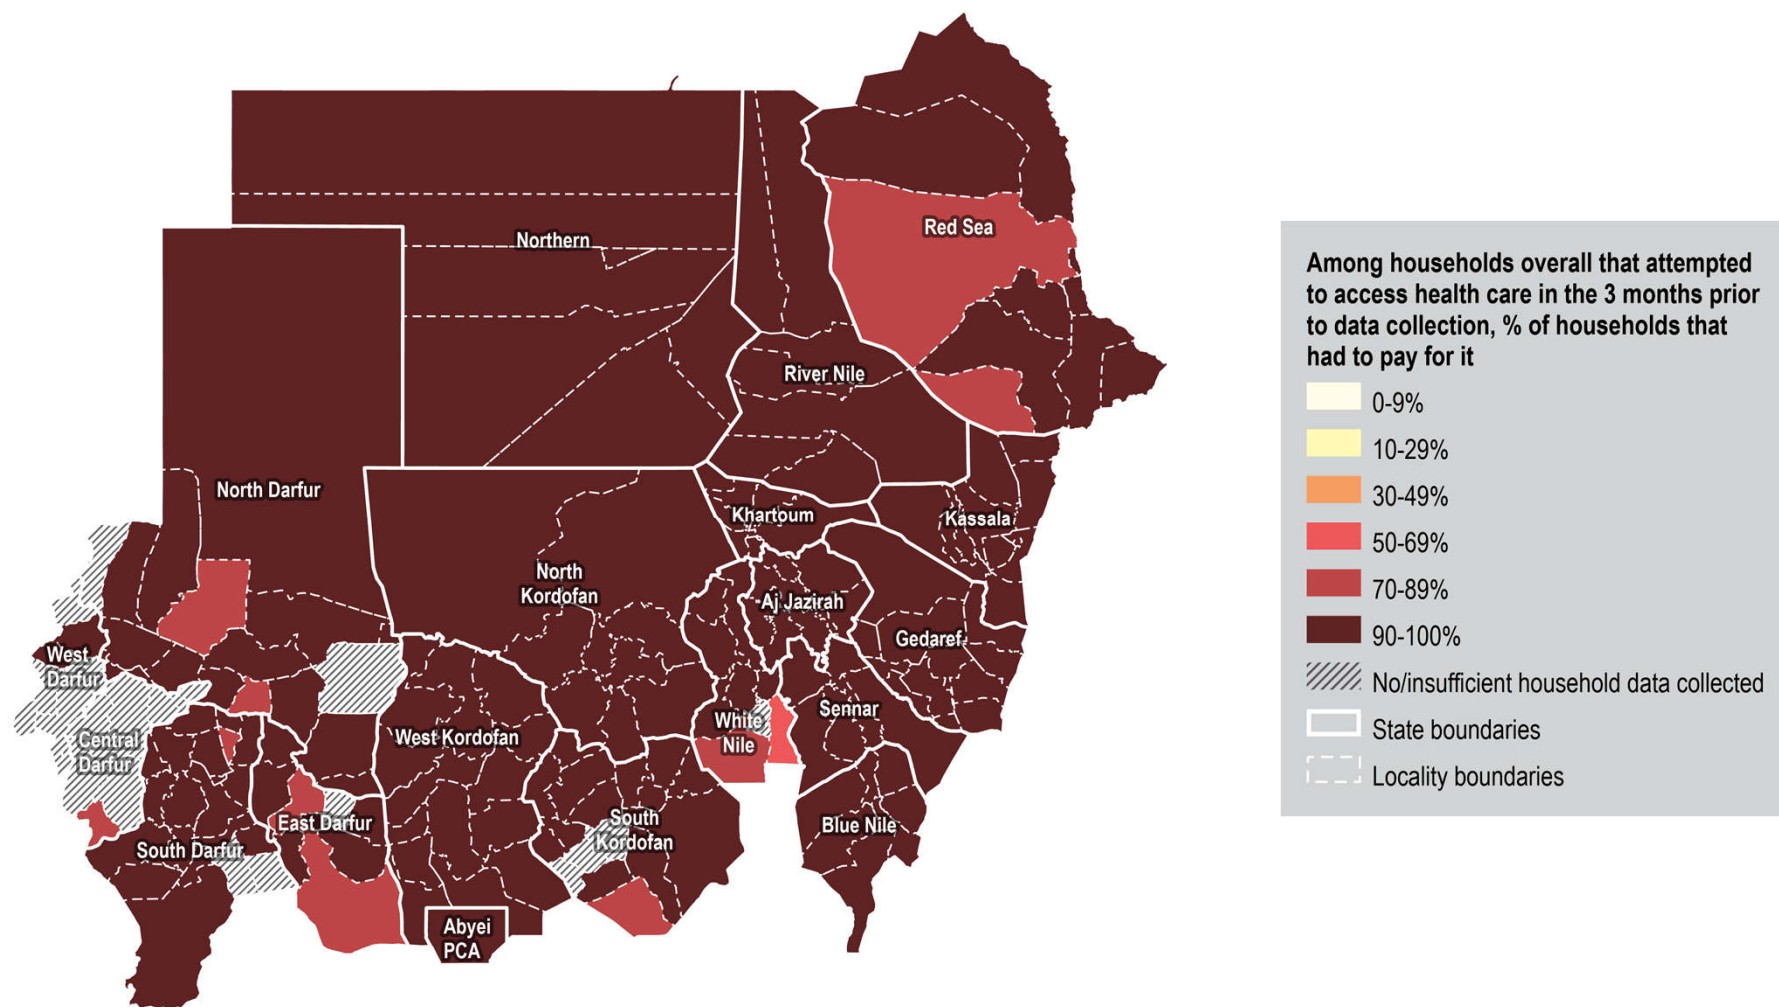 Red Sea
Northern
River Nile
North Darfur
Khartoum
Kassala
North
Kordofan
Aj Jazirah
Gedaref
West
Darfur
Sennar
White
Nile
West Kordofan
Central
Darfur
South
Kordofan
East Darfur
Blue Nile
South Darfur
Abyei
PCA
Among households overall that attempted
to access health care in the 3 months prior
to data collection, % of households that
had to pay for it
0-9%
10-29%
30-49%
50-69%
70-89%
90-100%
No/insufficient household data collected
State boundaries
Locality boundaries